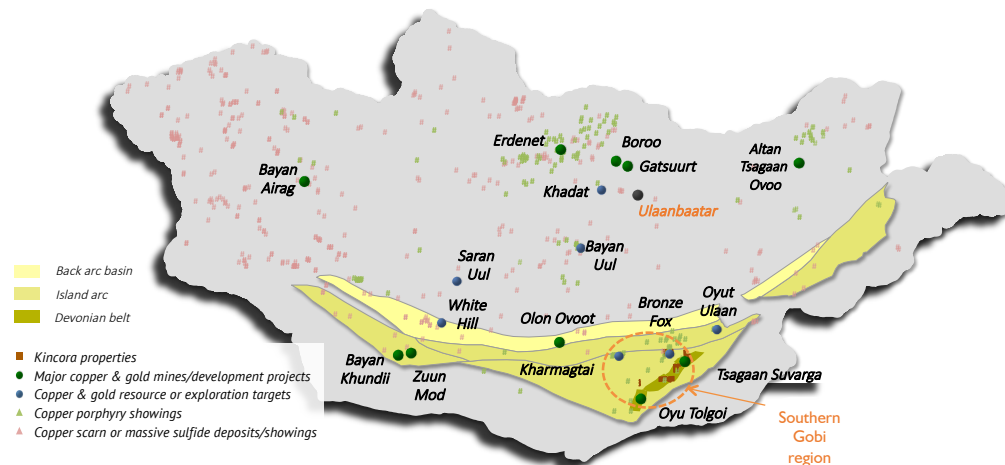 Erdenet
Boroo
Gatsuurt
Altan
Tsagaan
Ovoo
Bayan
Airag
Khadat
Ulaanbaatar
Saran
Uul
Bayan
Uul
White
Hill
Olon Ovoot
Bronze
Fox
Oyut
Ulaan
Bayan
Khundii
Zuun
Mod
Kharmagtai
Tsagaan Suvarga
Oyu Tolgoi
Southern
Gobi
region
Back arc basin
Island arc
Devonian belt
Kincora properties
Major copper & gold mines/development projects
Copper & gold resource or exploration targets
Copper porphyry showings
Copper scarn or massive sulfide deposits/showings